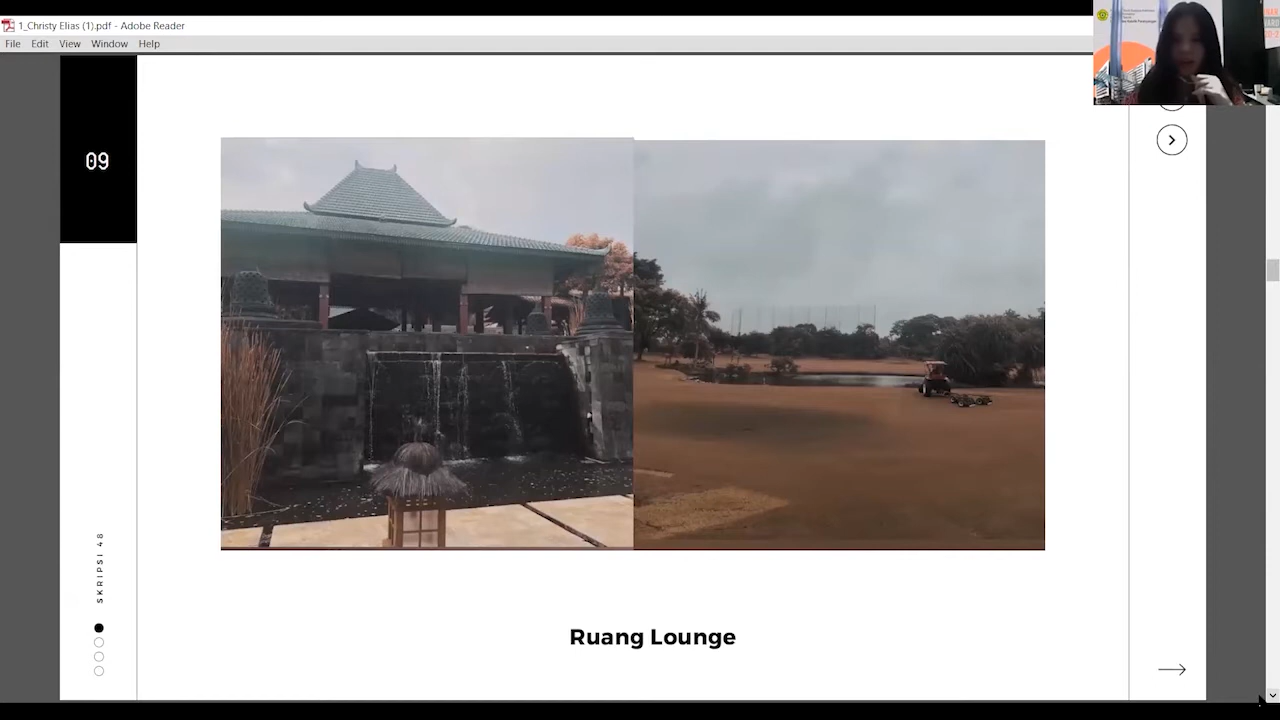 1_Christy Elias (1).pdf - Adobe Reader
File Edit View Window Help
09
SKRIPSI 48
Ruang Lounge